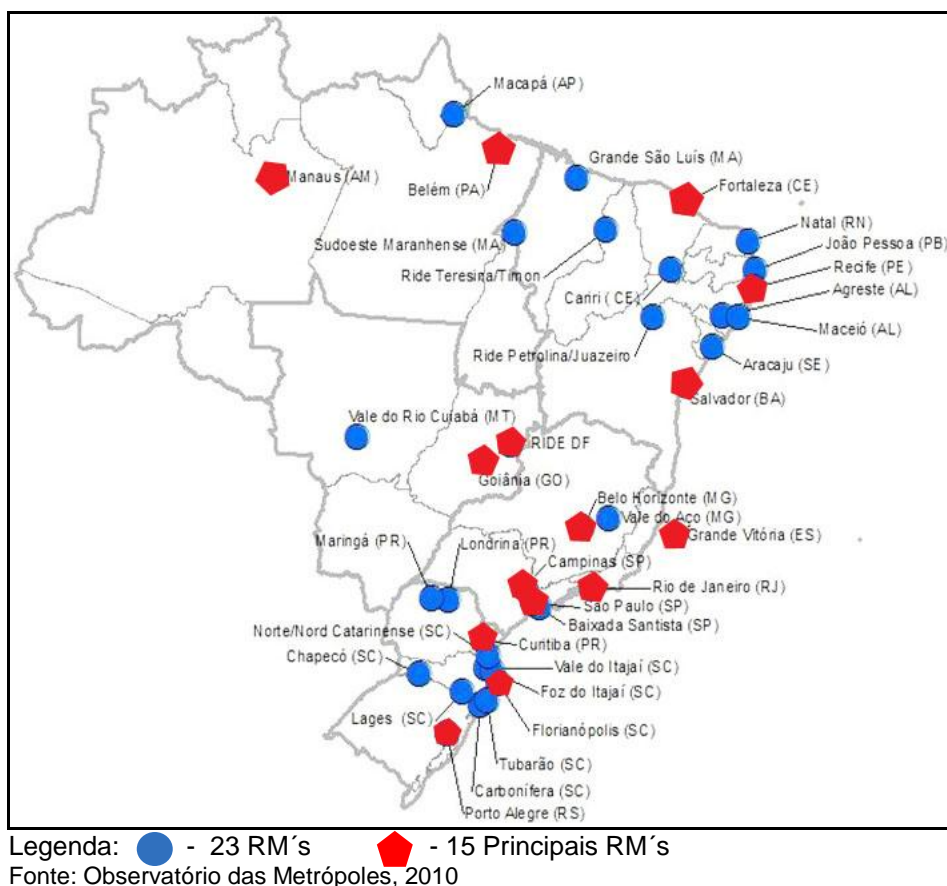 Macapá (AP)
Grande São Luís (MA)
Manaus (AM)
Belém (PA)
Fortaleza (CE)
Natal (RN)
Sudoeste Maranhense (MA)
João Pessoa (PB)
Ride Teresina/Timon
Recife (PE)
Cariri ( CE)
Agreste (AL)
Maceió (AL)
Ride Petrolina/Juazeiro
Aracaju (SE)
Salvador (BA)
Vale do Rio Cuiabá (MT)
RIDE DF
Goiânia (GO)
Belo Horizonte (MG)
Vale do Aço (MG)
Grande Vitória (ES)
Maringá (PR)
Londrina (PR)
Campinas (SP)
Rio de Janeiro (RJ)
São Paulo (SP)
Baixada Santista (SP)
Norte/Nord Catarinense (SC)
Curitiba (PR)
Chapecó (SC)
Vale do Itajaí (SC)
Foz do Itajaí (SC)
Lages (SC)
Florianópolis (SC)
Tubarão (SC)
Carbonífera (SC)
Porto Alegre (RS)
Legenda: - 23 RM´s - 15 Principais RM´s
Fonte: Observatório das Metrópoles, 2010